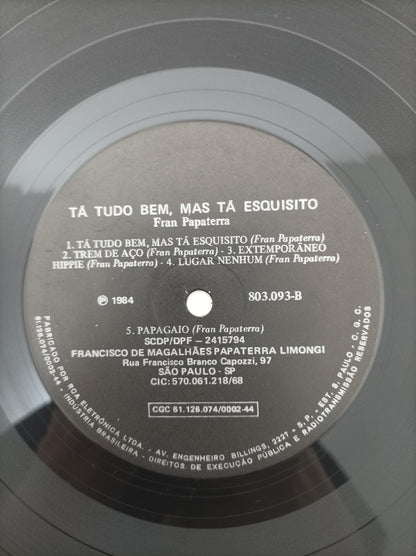 TÁ TUDO BEM, MAS TÁ ESQUISITO
Fran Papaterra
1. TÁ TUDO BEM, MAS TÁ ESQUISITO (Fran Papaterra)
2. TREM DE AÇO (Fran Papaterra) - 3. EXTEMPORÂNEO
HIPPIE (Fran Papaterra) - 4. LUGAR NENHUM (Fran Papaterra)
℗ 1984
803.093-B
5. PAPAGAIO (Fran Papaterra)
SCDP/DPF - 2415794
FRANCISCO DE MAGALHÃES PAPATERRA LIMONGI
Rua Francisco Branco Capozzi, 97
SÃO PAULO - SP
CIC: 570.061.218/68
CGC 61.126.074/0002-44
FABRICADO POR RGA ELETRÔNICA LTDA. - AV. ENGENHEIRO BILLINGS, 2227 - S.P. - EST. S. PAULO - C. G. C.
61.126.074/0002-44 - INDÚSTRIA BRASILEIRA - DIREITOS DE EXECUÇÃO PÚBLICA E RADIOTRANSMISSÃO RESERVADOS